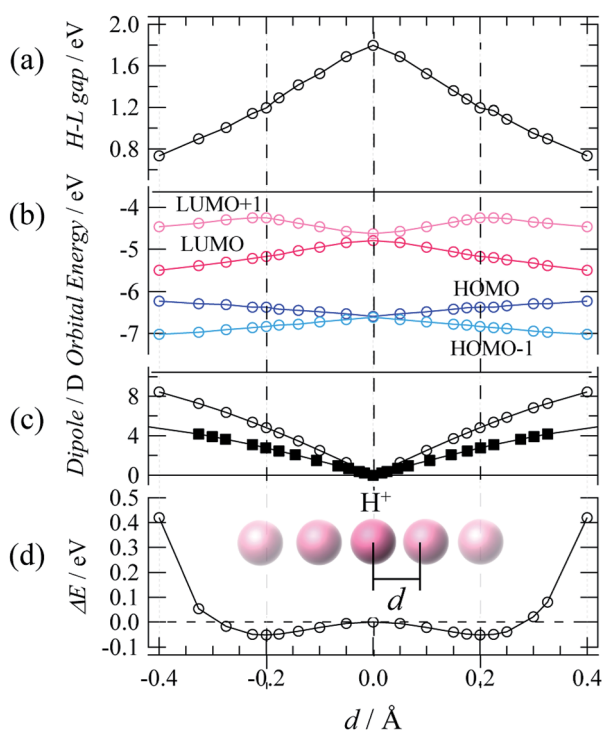 (a)
H-L gap / eV
2.0
1.6
1.2
0.8
(b)
Orbital Energy / eV
-4
-5
-6
-7
LUMO+1
LUMO
HOMO
HOMO-1
(c)
Dipole / D
8
4
0
H+
(d)
ΔE / eV
0.5
0.4
0.3
0.2
0.1
0.0
-0.1
d
-0.4 -0.2 0.0 0.2 0.4
d / Å